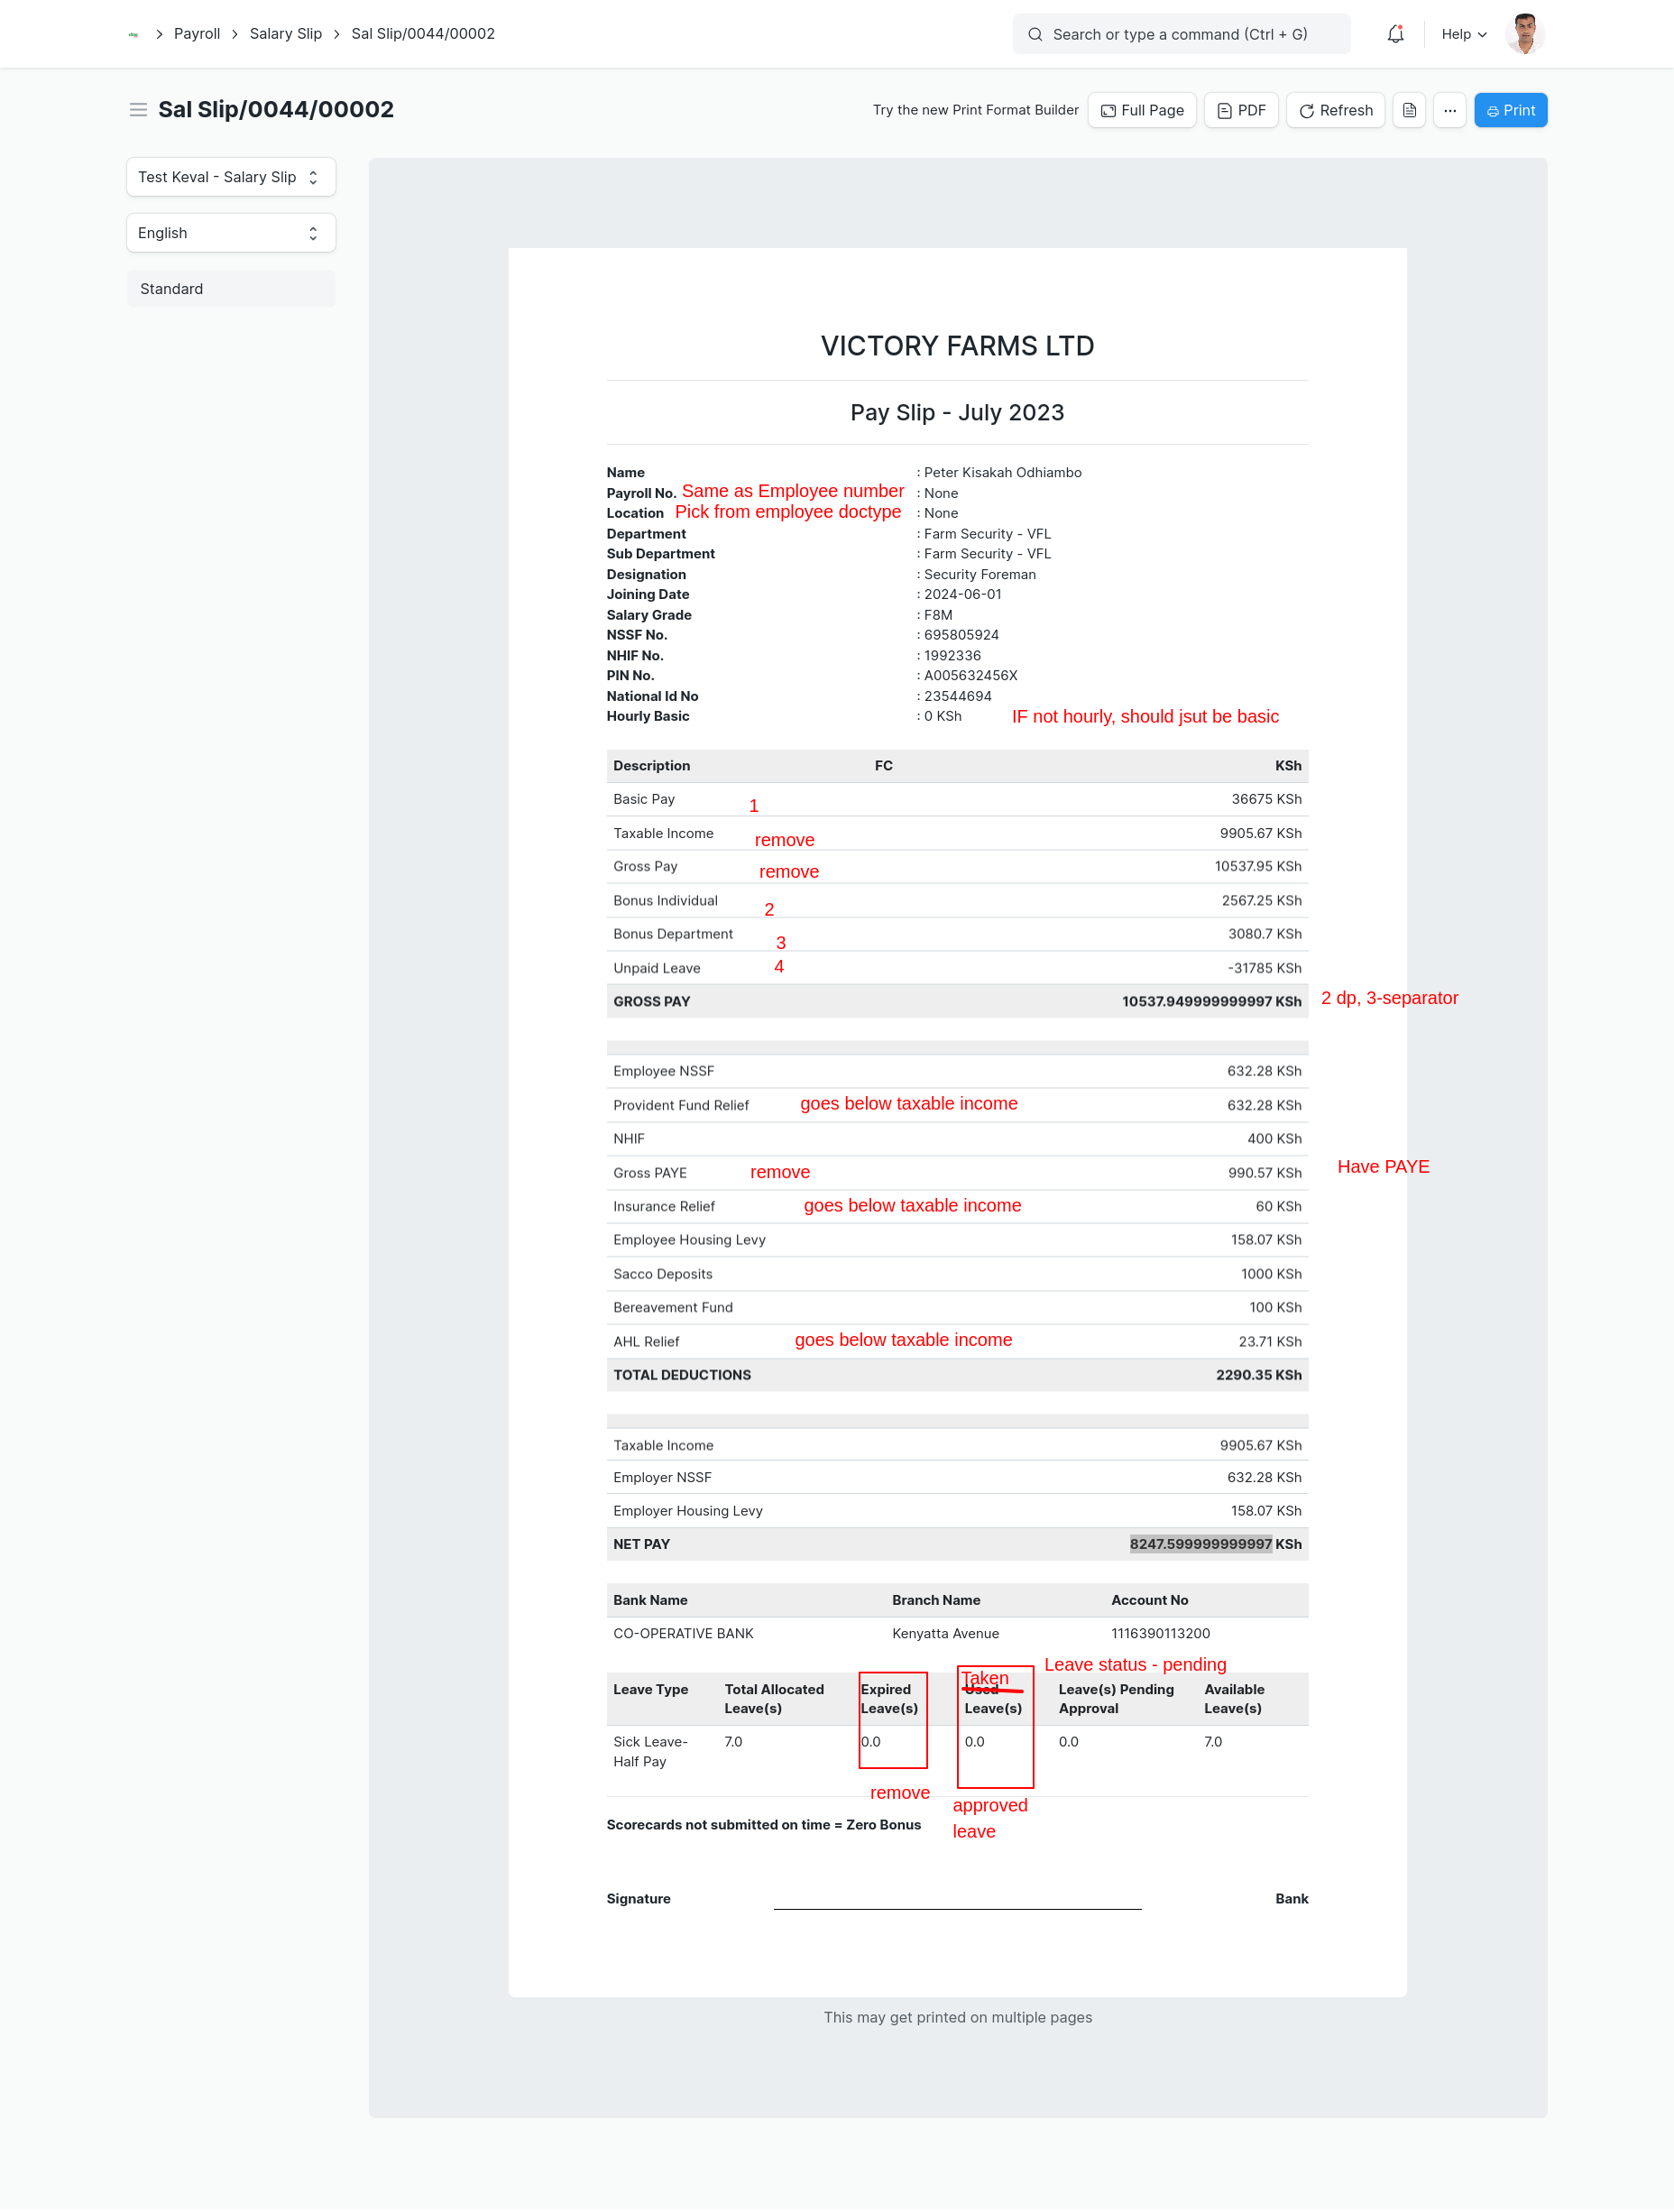 Payroll > Salary Slip > Sal Slip/0044/00002
Search or type a command (Ctrl + G)
Help
Sal Slip/0044/00002
Try the new Print Format Builder
Full Page
PDF
Refresh
...
Print
Test Keval - Salary Slip
English
Standard
VICTORY FARMS LTD
Pay Slip - July 2023
Name : Peter Kisakah Odhiambo
Payroll No. Same as Employee number : None
Location Pick from employee doctype : None
Department : Farm Security - VFL
Sub Department : Farm Security - VFL
Designation : Security Foreman
Joining Date : 2024-06-01
Salary Grade : F8M
NSSF No. : 695805924
NHIF No. : 1992336
PIN No. : A005632456X
National Id No : 23544694
Hourly Basic : 0 KSh IF not hourly, should jsut be basic
Description FC KSh
Basic Pay 1 36675 KSh
Taxable Income remove 9905.67 KSh
Gross Pay remove 10537.95 KSh
Bonus Individual 2 2567.25 KSh
Bonus Department 3 3080.7 KSh
Unpaid Leave 4 -31785 KSh
GROSS PAY 10537.949999999997 KSh 2 dp, 3-separator
Employee NSSF 632.28 KSh
Provident Fund Relief goes below taxable income 632.28 KSh
NHIF 400 KSh
Gross PAYE remove 990.57 KSh Have PAYE
Insurance Relief goes below taxable income 60 KSh
Employee Housing Levy 158.07 KSh
Sacco Deposits 1000 KSh
Bereavement Fund 100 KSh
AHL Relief goes below taxable income 23.71 KSh
TOTAL DEDUCTIONS 2290.35 KSh
Taxable Income 9905.67 KSh
Employer NSSF 632.28 KSh
Employer Housing Levy 158.07 KSh
NET PAY 8247.599999999997 KSh
Bank Name Branch Name Account No
CO-OPERATIVE BANK Kenyatta Avenue 1116390113200
Taken Leave status - pending
Leave Type Total Allocated Expired Used Leave(s) Pending Available
Leave(s) Leave(s) Leave(s) Approval Leave(s)
Sick Leave- 7.0 0.0 0.0 0.0 7.0
Half Pay
remove
approved
leave
Scorecards not submitted on time = Zero Bonus
Signature Bank
This may get printed on multiple pages